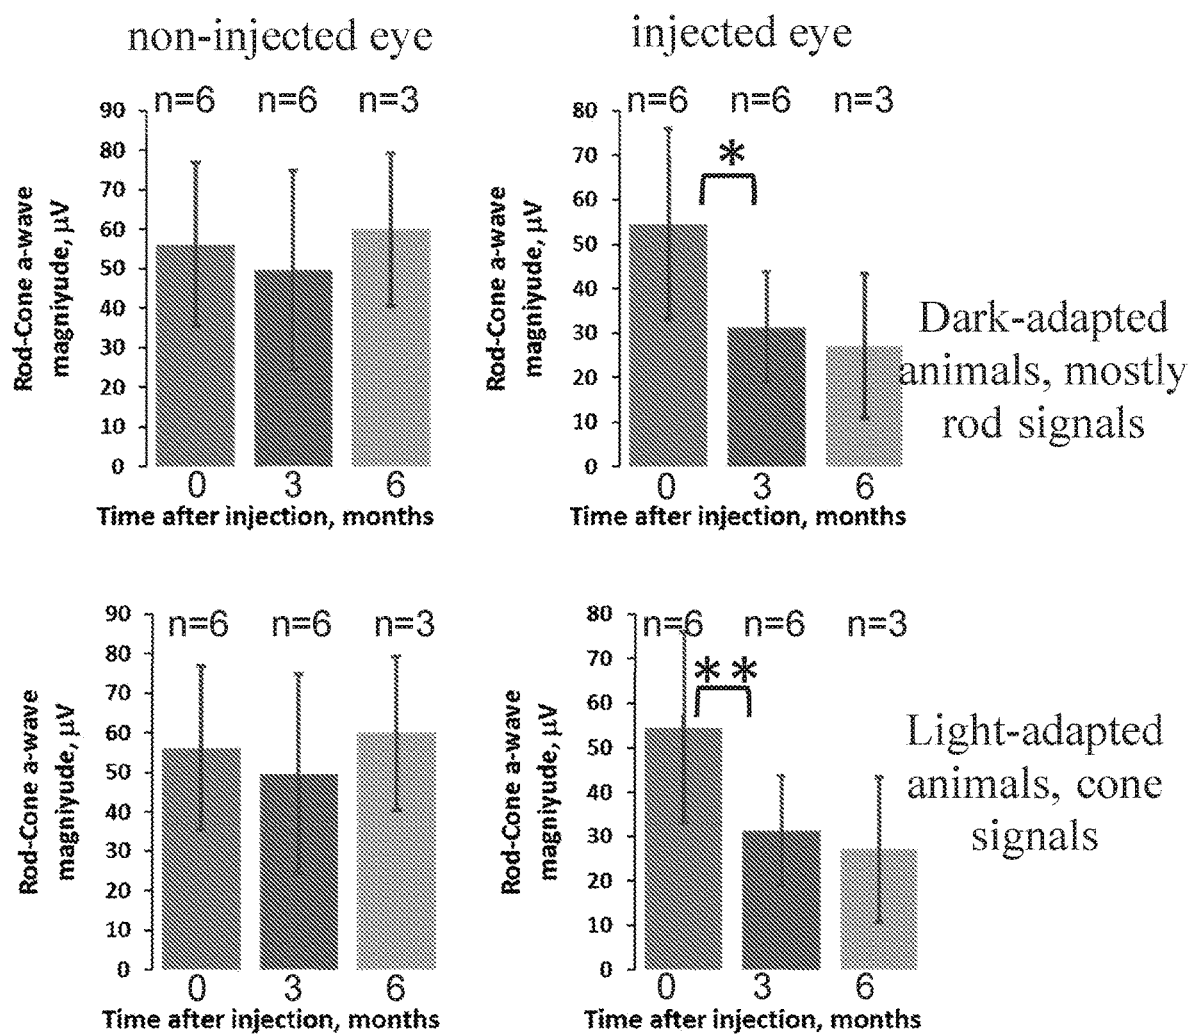 non-injected eye
injected eye
n=6 n=6 n=3
90
80
70
60
50
40
30
20
10
0
Rod-Cone a-wave
magniyude, μV
0 3 6
Time after injection, months
n=6 n=6 n=3
80
70
60
50
40
30
20
10
0
Rod-Cone a-wave
magniyude, μV
*
0 3 6
Time after injection, months
Dark-adapted
animals, mostly
rod signals
n=6 n=6 n=3
90
80
70
60
50
40
30
20
10
0
Rod-Cone a-wave
magniyude, μV
0 3 6
Time after injection, months
n=6 n=6 n=3
80
70
60
50
40
30
20
10
0
Rod-Cone a-wave
magniyude, μV
* *
0 3 6
Time after injection, months
Light-adapted
animals, cone
signals